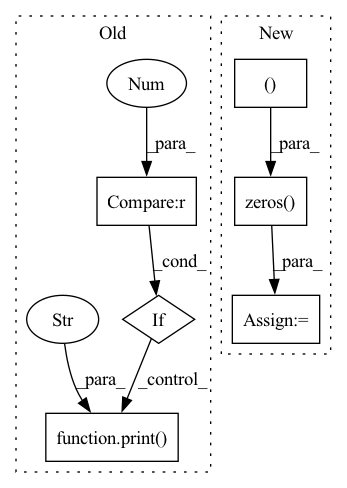 Old
New
Num
()
_para_
_para_
Compare:r
zeros()
_cond_
_para_
Str
If
Assign:=
_para_
_control_
function.print()